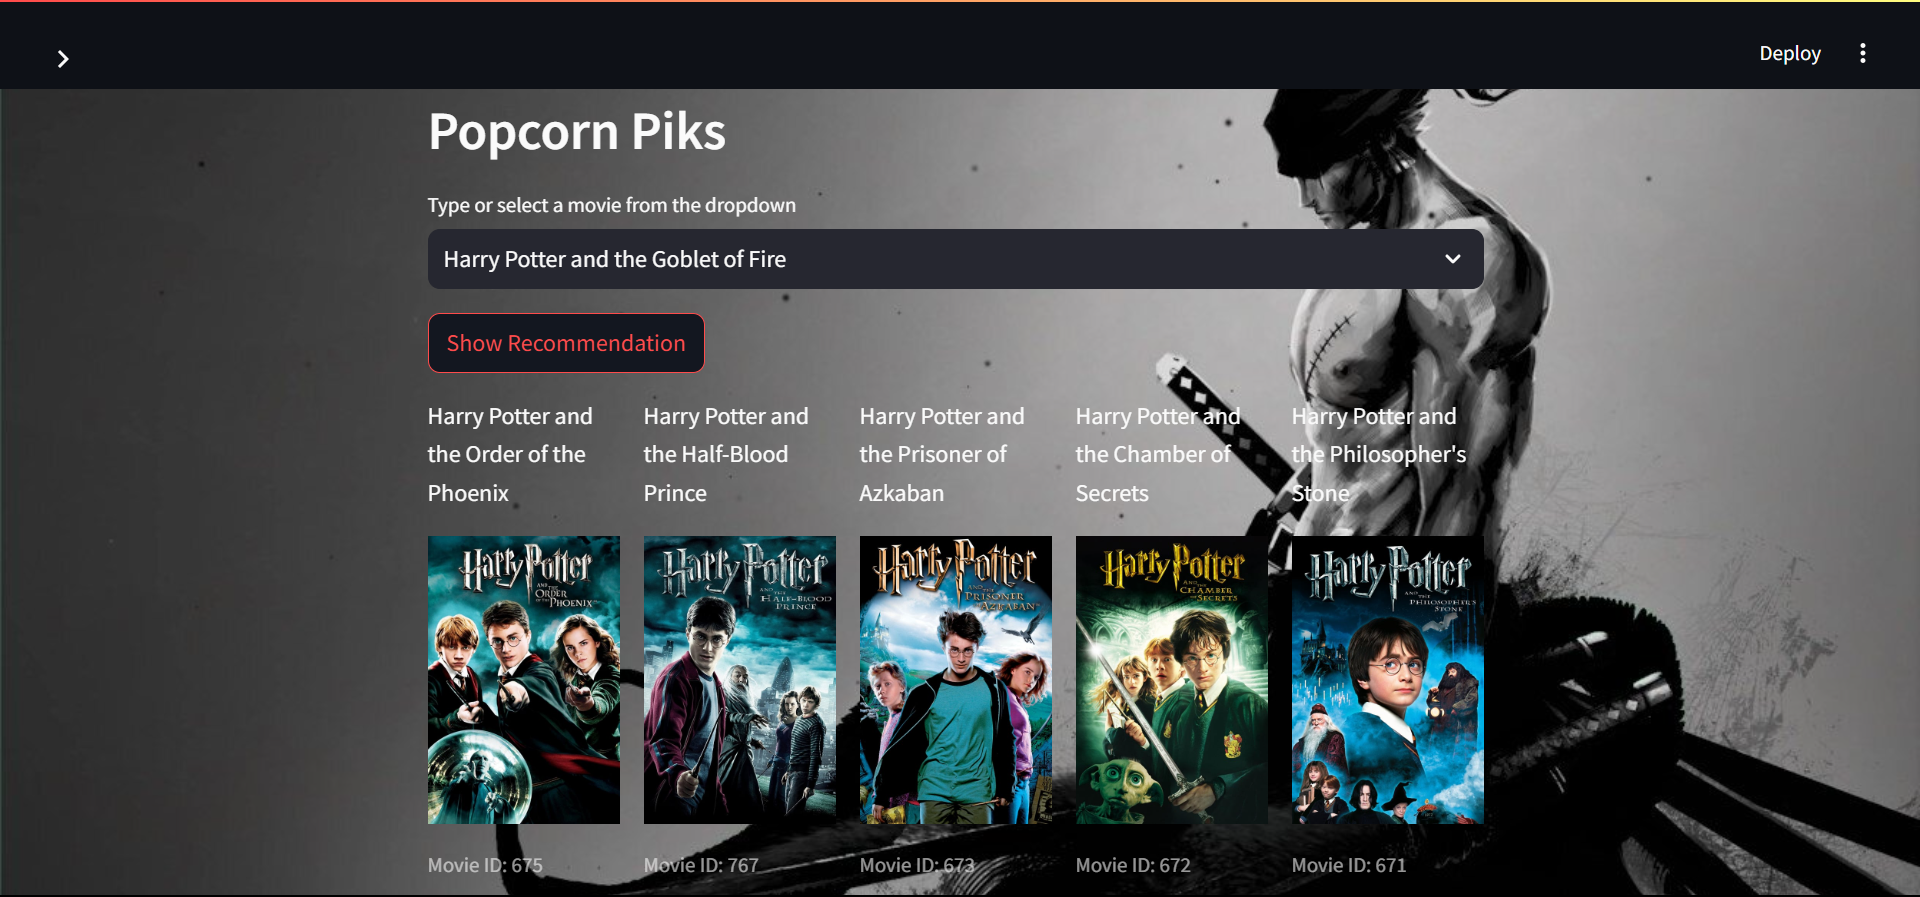 Deploy
Popcorn Piks
Type or select a movie from the dropdown
Harry Potter and the Goblet of Fire
Show Recommendation
Harry Potter and
the Order of the
Phoenix
Harry Potter and
the Half-Blood
Prince
Harry Potter and
the Prisoner of
Azkaban
Harry Potter and
the Chamber of
Secrets
Harry Potter and
the Philosopher's
Stone
Harry Potter
AND THE
ORDER
OF THE PHOENIX
Harry Potter
AND THE
HALF-BLOOD
PRINCE
Harry Potter
AND THE
PRISONER
OF AZKABAN
Harry Potter
AND THE
CHAMBER
OF SECRETS
Harry Potter
AND THE
PHILOSOPHER'S
STONE
Movie ID: 675
Movie ID: 767
Movie ID: 673
Movie ID: 672
Movie ID: 671